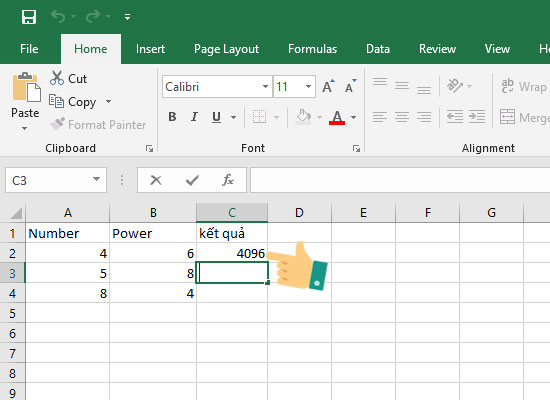 File Home Insert Page Layout Formulas Data Review View He
Cut
Copy
Format Painter
Paste
Clipboard
Calibri 11 A A
B I U A
Font
ab Wrap
Merge
Alignment
C3 fx
A B C D E F G
1 Number Power kết quả
2 4 6 4096
3 5 8
4 8 4
5
6
7
8
9